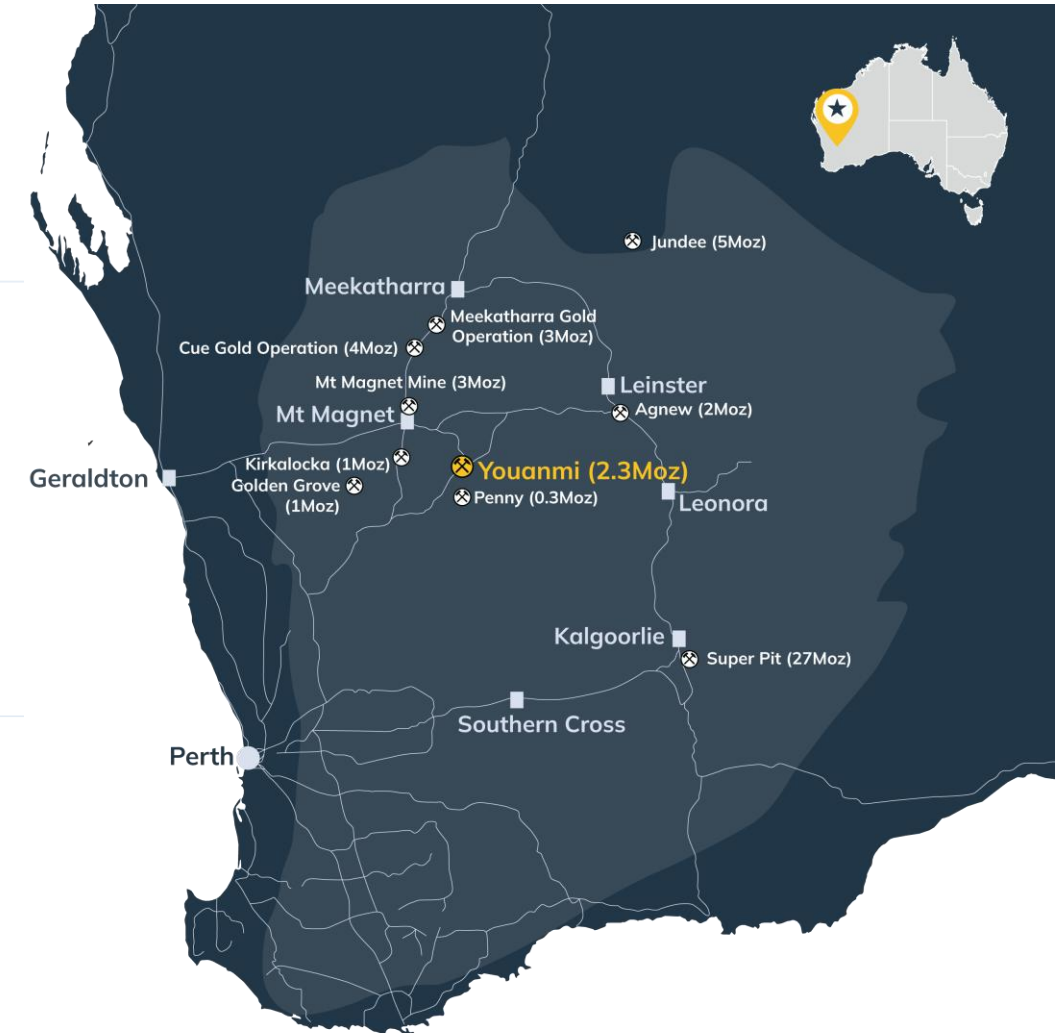 Jundee (5Moz)
Meekatharra
Meekatharra Gold
Operation (3Moz)
Cue Gold Operation (4Moz)
Mt Magnet Mine (3Moz)
Leinster
Agnew (2Moz)
Mt Magnet
Kirkalocka (1Moz)
Youanmi (2.3Moz)
Geraldton
Golden Grove
(1Moz)
Penny (0.3Moz)
Leonora
Kalgoorlie
Super Pit (27Moz)
Southern Cross
Perth